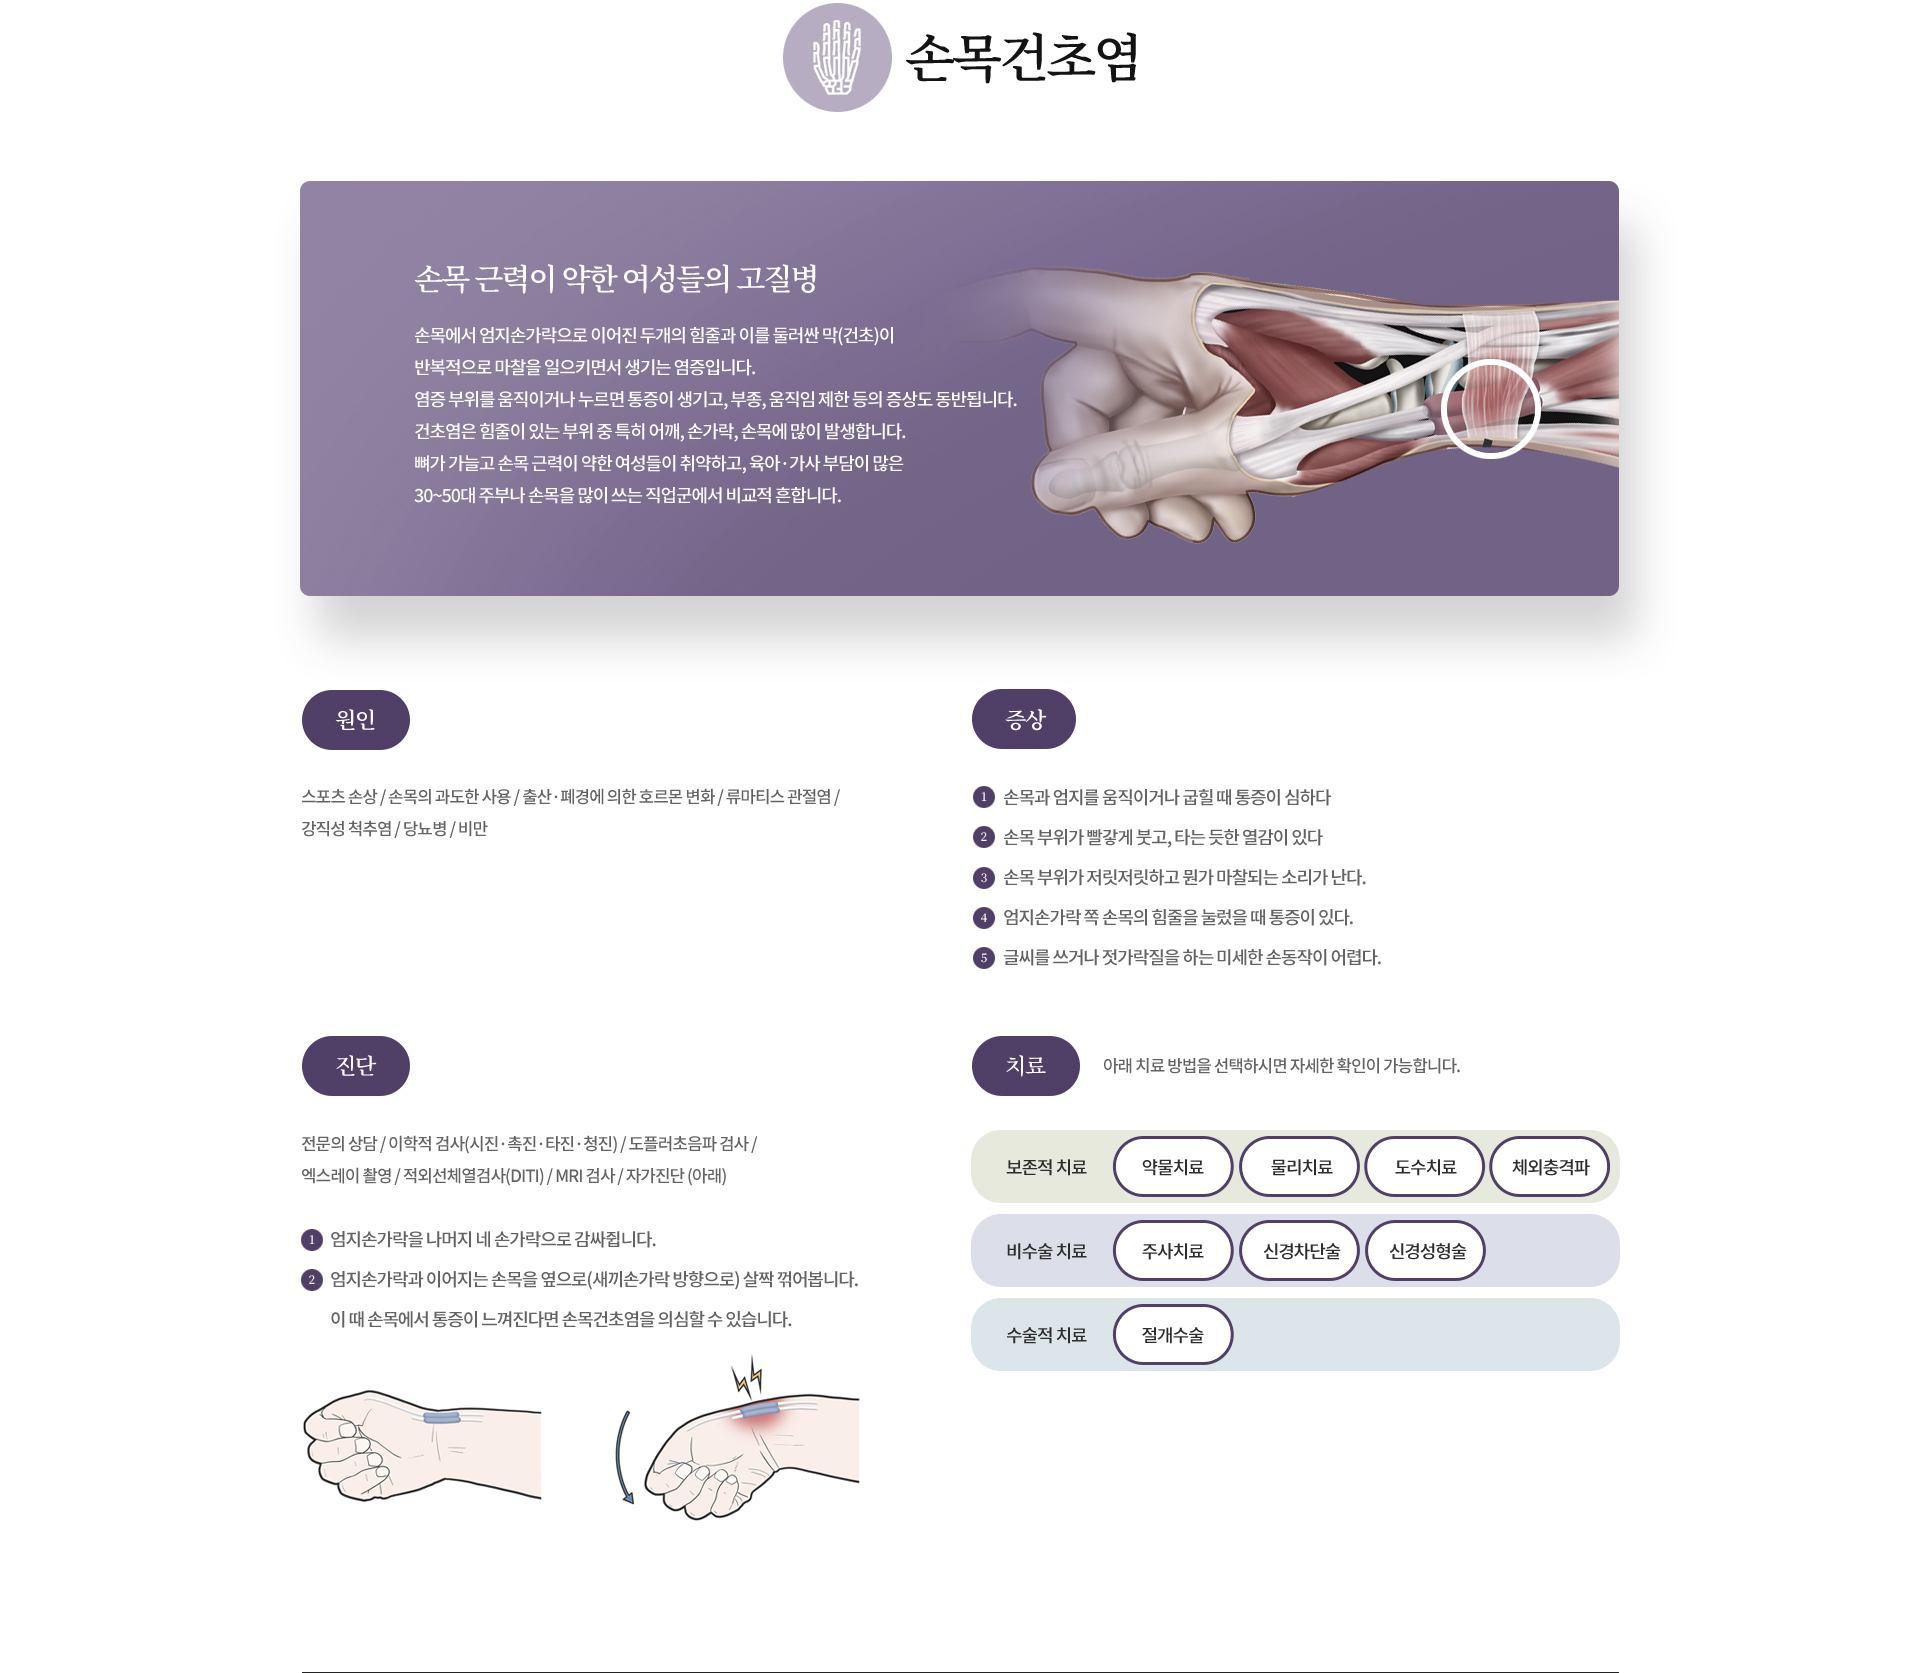 손목건초염
손목 근력이 약한 여성들의 고질병
손목에서 엄지손가락으로 이어진 두개의 힘줄과 이를 둘러싼 막(건초)이
반복적으로 마찰을 일으키면서 생기는 염증입니다.
염증 부위를 움직이거나 누르면 통증이 생기고, 부종, 움직임 제한 등의 증상도 동반됩니다.
건초염은 힘줄이 있는 부위 중 특히 어깨, 손가락, 손목에 많이 발생합니다.
뼈가 가늘고 손목 근력이 약한 여성들이 취약하고, 육아·가사 부담이 많은
30~50대 주부나 손목을 많이 쓰는 직업군에서 비교적 흔합니다.
원인
스포츠 손상 / 손목의 과도한 사용 / 출산·폐경에 의한 호르몬 변화 / 류마티스 관절염 /
강직성 척추염 / 당뇨병 / 비만
증상
1 손목과 엄지를 움직이거나 굽힐 때 통증이 심하다
2 손목 부위가 빨갛게 붓고, 타는 듯한 열감이 있다
3 손목 부위가 저릿저릿하고 뭔가 마찰되는 소리가 난다.
4 엄지손가락 쪽 손목의 힘줄을 눌렀을 때 통증이 있다.
5 글씨를 쓰거나 젓가락질을 하는 미세한 손동작이 어렵다.
진단
전문의 상담 / 이학적 검사(시진·촉진·타진·청진) / 도플러초음파 검사 /
엑스레이 촬영 / 적외선체열검사(DITI) / MRI 검사 / 자가진단 (아래)
1 엄지손가락을 나머지 네 손가락으로 감싸쥡니다.
2 엄지손가락과 이어지는 손목을 옆으로(새끼손가락 방향으로) 살짝 꺾어봅니다.
이 때 손목에서 통증이 느껴진다면 손목건초염을 의심할 수 있습니다.
치료 아래 치료 방법을 선택하시면 자세한 확인이 가능합니다.
보존적 치료 약물치료 물리치료 도수치료 체외충격파
비수술 치료 주사치료 신경차단술 신경성형술
수술적 치료 절개수술